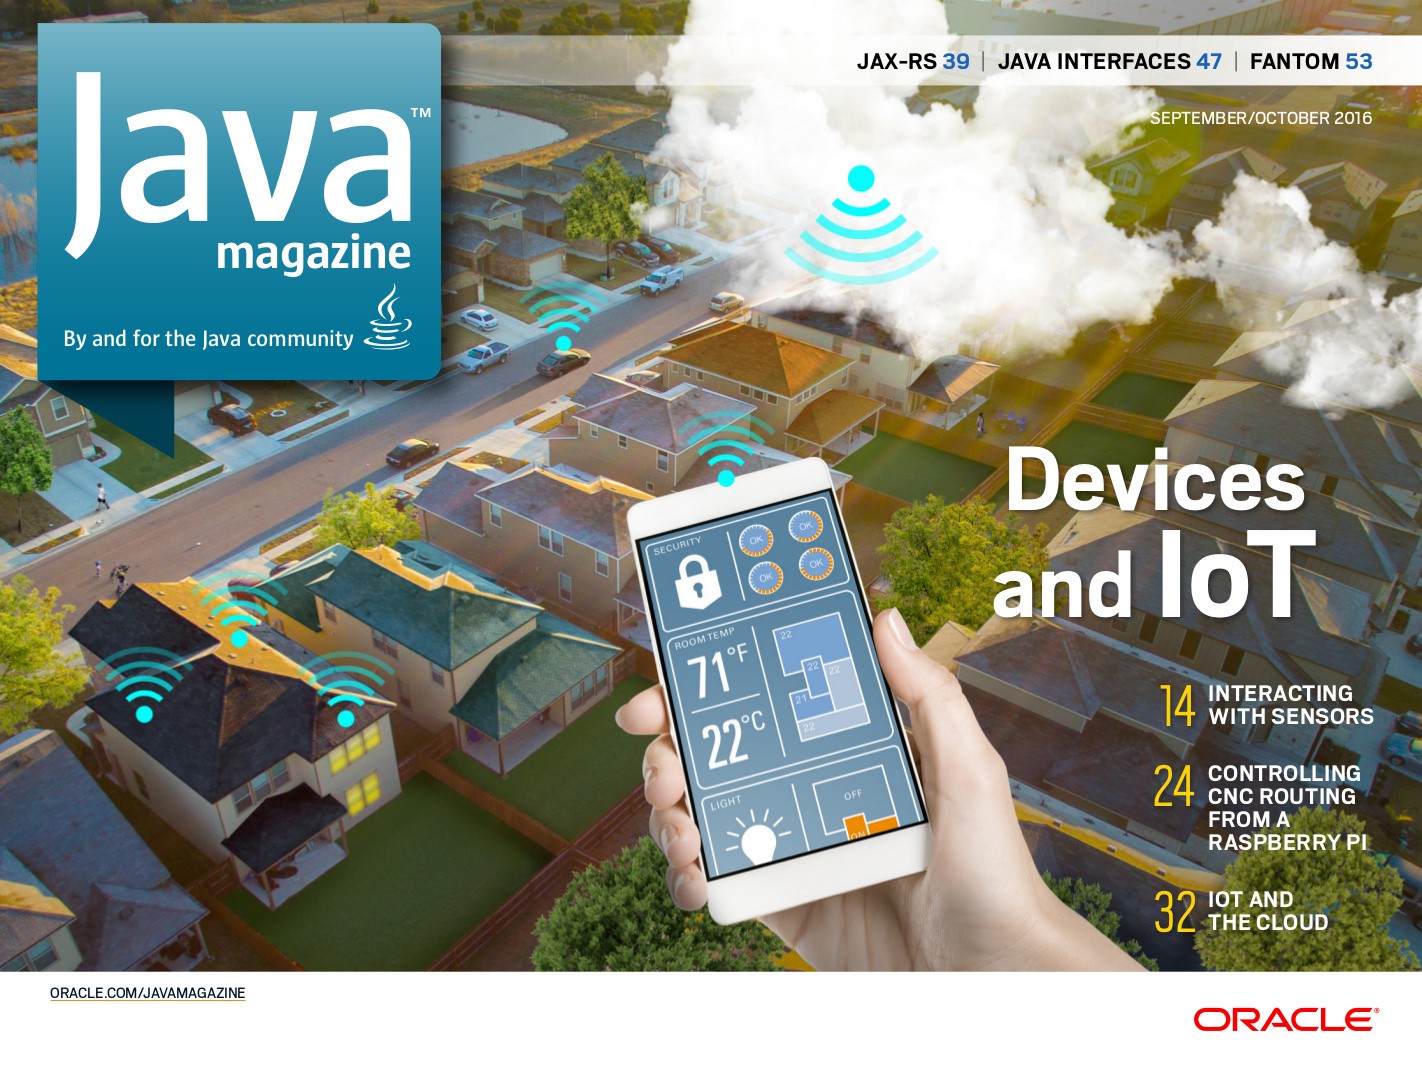 JAX-RS 39 | JAVA INTERFACES 47 | FANTOM 53
SEPTEMBER/OCTOBER 2016
Java™
magazine
By and for the Java community
Devices
and IoT
SECURITY
OK
OK
OK
OK
ROOM TEMP
71°F
22°C
22
22
22
21
22
LIGHT
OFF
ON
14 INTERACTING
WITH SENSORS
24 CONTROLLING
CNC ROUTING
FROM A
RASPBERRY PI
32 IOT AND
THE CLOUD
ORACLE.COM/JAVAMAGAZINE
ORACLE®